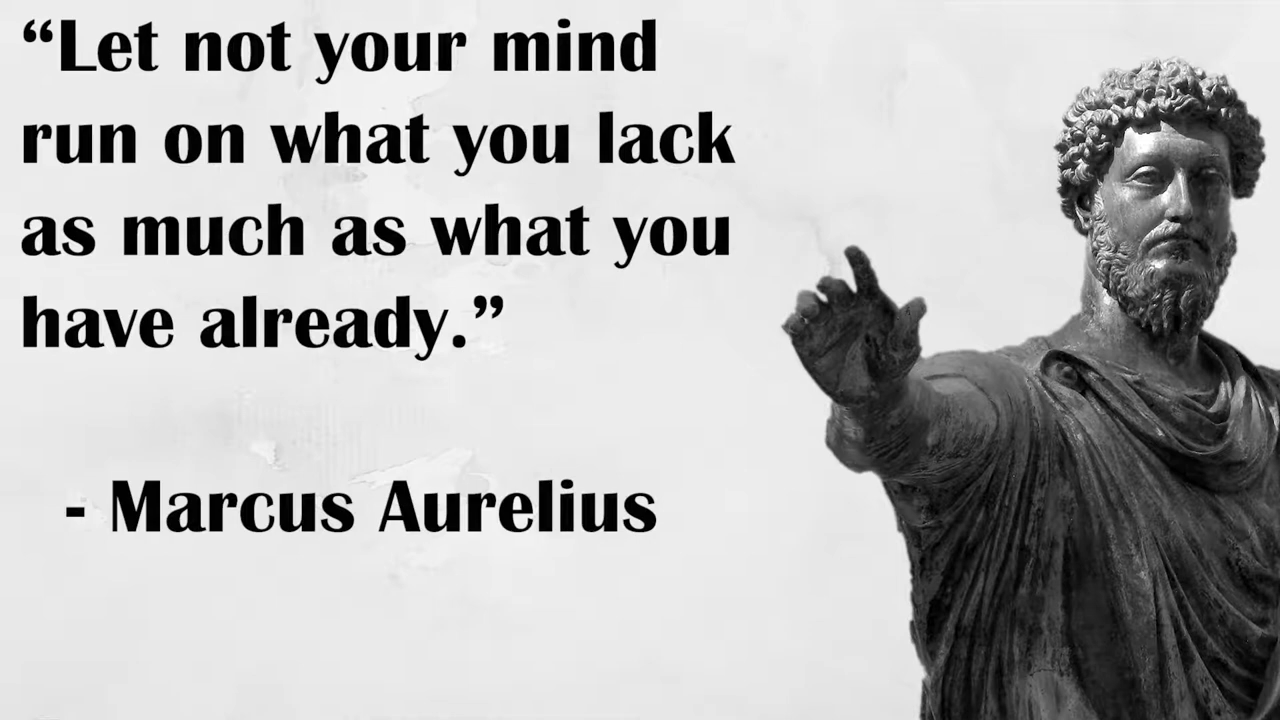 “Let not your mind
run on what you lack
as much as what you
have already.”
- Marcus Aurelius